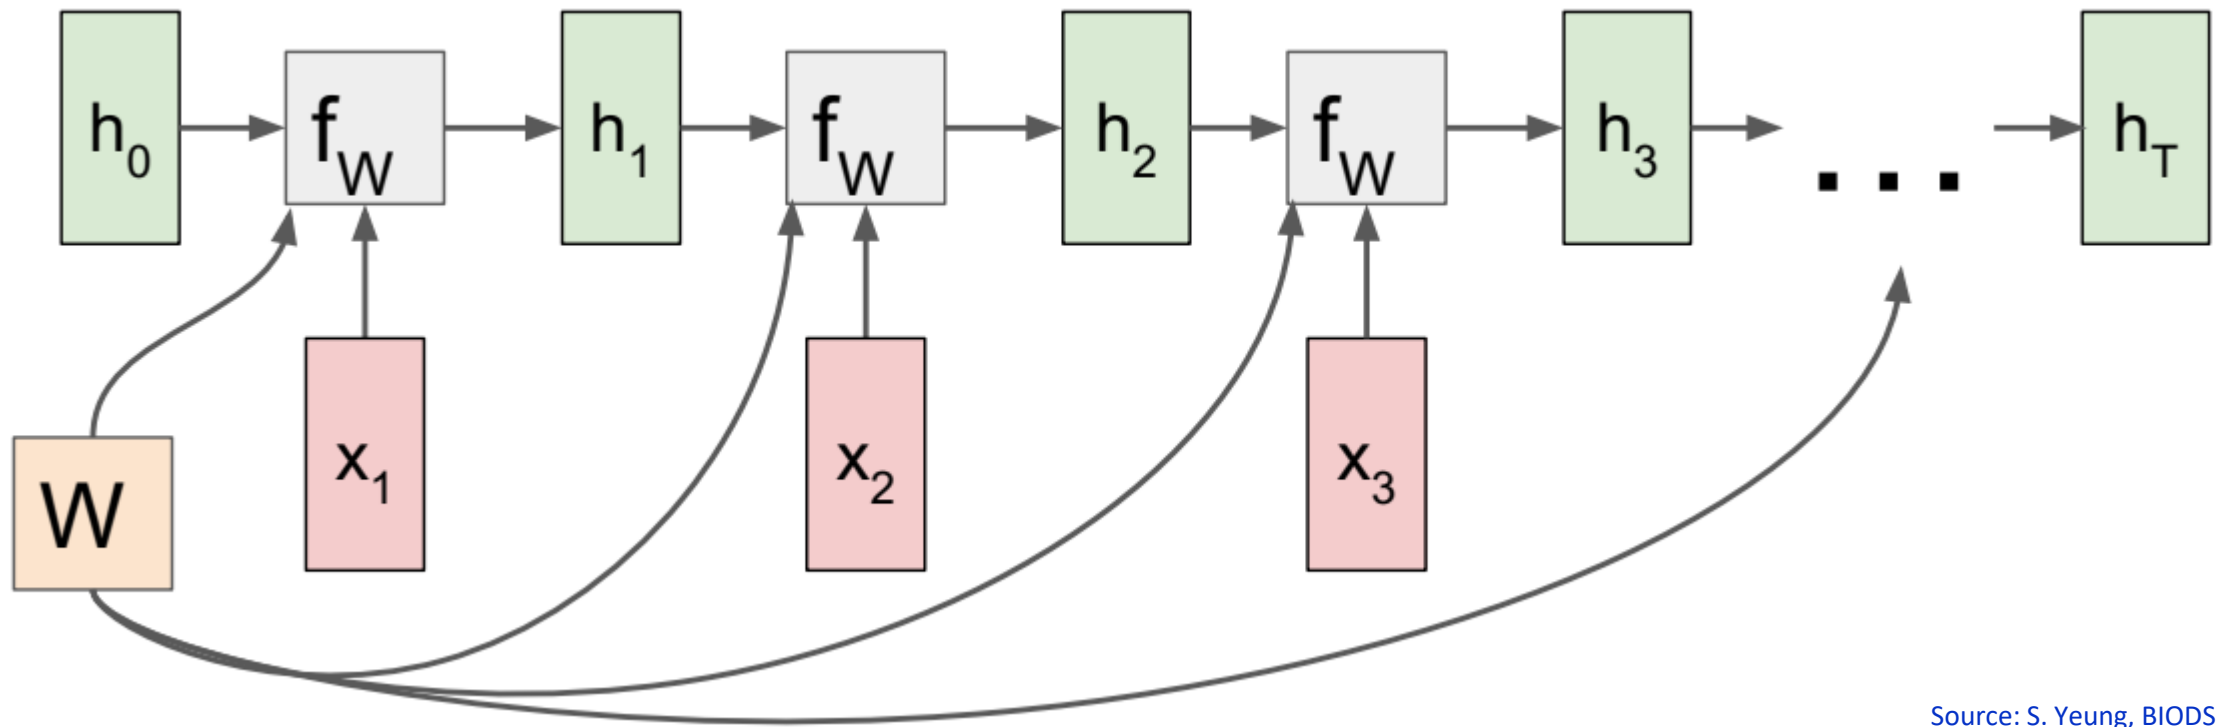 h0 fW h1 fW h2 fW h3 ... hT
W x1 x2 x3
Source: S. Yeung, BIODS